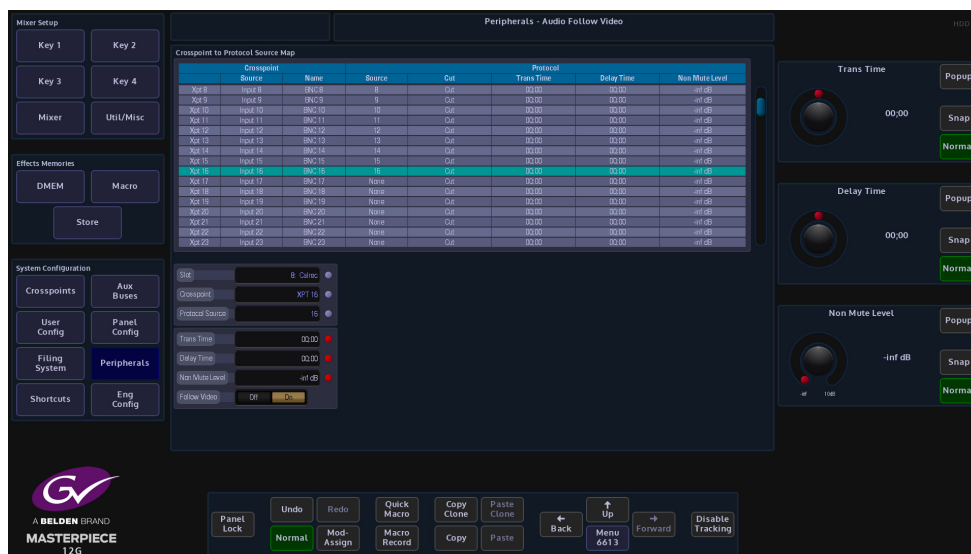 Mixer Setup
Key 1
Key 2
Key 3
Key 4
Mixer
Util/Misc
Effects Memories
DMEM
Macro
Store
System Configuration
Crosspoints
Aux
Buses
User
Config
Panel
Config
Filing
System
Peripherals
Shortcuts
Eng
Config
GV
A BELDEN BRAND
MASTERPIECE
12G
Peripherals - Audio Follow Video
Crosspoint to Protocol Source Map
Crosspoint Protocol
Source Name Source Cut Trans Time Delay Time Non Mute Level
Xpt 8 Input 8 BNC 8 8 Cut 00;00 00;00 -inf dB
Xpt 9 Input 9 BNC 9 9 Cut 00;00 00;00 -inf dB
Xpt 10 Input 10 BNC 10 10 Cut 00;00 00;00 -inf dB
Xpt 11 Input 11 BNC 11 11 Cut 00;00 00;00 -inf dB
Xpt 12 Input 12 BNC 12 12 Cut 00;00 00;00 -inf dB
Xpt 13 Input 13 BNC 13 13 Cut 00;00 00;00 -inf dB
Xpt 14 Input 14 BNC 14 14 Cut 00;00 00;00 -inf dB
Xpt 15 Input 15 BNC 15 15 Cut 00;00 00;00 -inf dB
Xpt 16 Input 16 BNC 16 16 Cut 00;00 00;00 -inf dB
Xpt 17 Input 17 BNC 17 None Cut 00;00 00;00 -inf dB
Xpt 18 Input 18 BNC 18 None Cut 00;00 00;00 -inf dB
Xpt 19 Input 19 BNC 19 None Cut 00;00 00;00 -inf dB
Xpt 20 Input 20 BNC 20 None Cut 00;00 00;00 -inf dB
Xpt 21 Input 21 BNC 21 None Cut 00;00 00;00 -inf dB
Xpt 22 Input 22 BNC 22 None Cut 00;00 00;00 -inf dB
Xpt 23 Input 23 BNC 23 None Cut 00;00 00;00 -inf dB
Slot 8: Calrec
Crosspoint XPT 16
Protocol Source 16
Trans Time 00;00
Delay Time 00;00
Non Mute Level -inf dB
Follow Video Off On
HDD
Trans Time
00;00
Popup
Snap
Norma
Delay Time
00;00
Popup
Snap
Norma
Non Mute Level
-inf dB
-inf 10dB
Popup
Snap
Norma
Panel
Lock
Undo
Redo
Normal
Mod-
Assign
Quick
Macro
Macro
Record
Copy
Clone
Paste
Clone
Copy
Paste
Back
Up
Menu
6613
Forward
Disable
Tracking